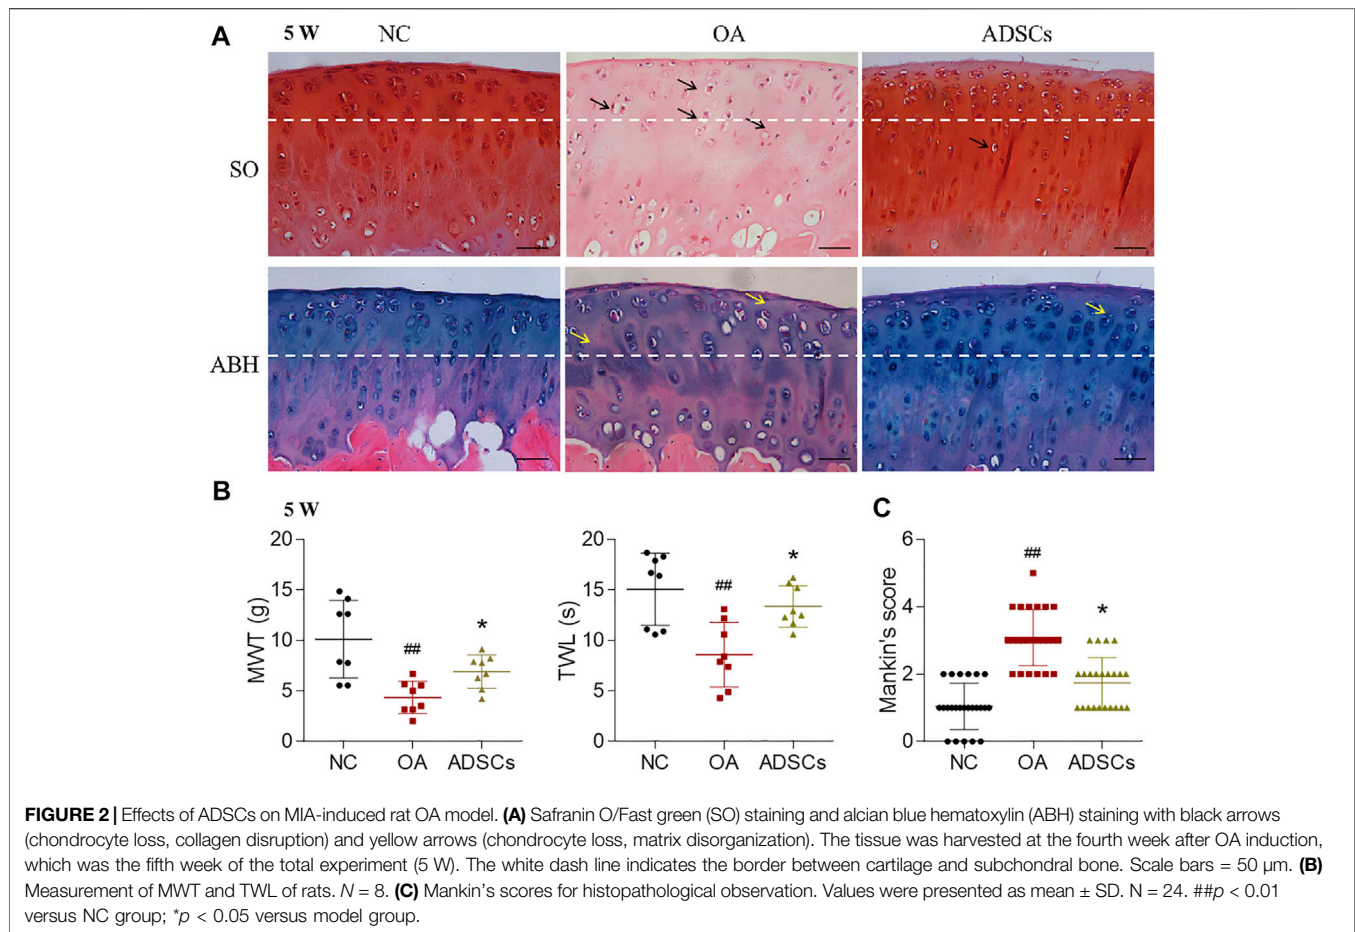 A 5 W NC OA ADSCs
SO
ABH
B
5 W
C
20
15
10
5
0
MWT (g)
##
*
NC OA ADSCs
20
15
10
5
0
TWL (s)
##
*
NC OA ADSCs
6
4
2
0
Mankin's score
##
*
NC OA ADSCs
FIGURE 2 | Effects of ADSCs on MIA-induced rat OA model. (A) Safranin O/Fast green (SO) staining and alcian blue hematoxylin (ABH) staining with black arrows
(chondrocyte loss, collagen disruption) and yellow arrows (chondrocyte loss, matrix disorganization). The tissue was harvested at the fourth week after OA induction,
which was the fifth week of the total experiment (5 W). The white dash line indicates the border between cartilage and subchondral bone. Scale bars = 50 µm. (B)
Measurement of MWT and TWL of rats. N = 8. (C) Mankin's scores for histopathological observation. Values were presented as mean ± SD. N = 24. ##p < 0.01
versus NC group; *p < 0.05 versus model group.